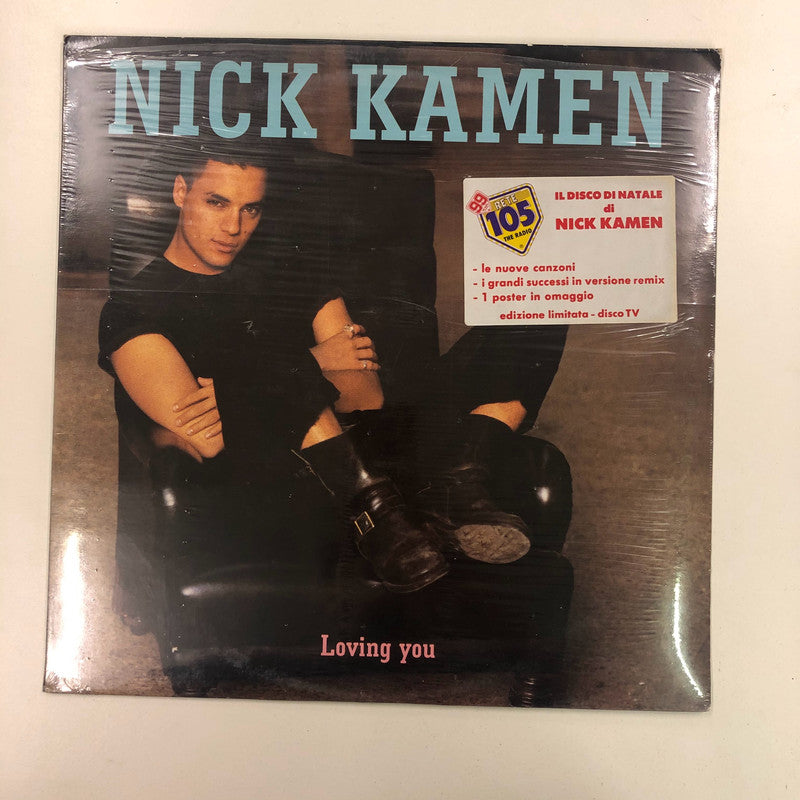 NICK KAMEN
99
RETE
105
THE RADIO
IL DISCO DI NATALE
di
NICK KAMEN
- le nuove canzoni
- i grandi successi in versione remix
- 1 poster in omaggio
edizione limitata - disco TV
Loving you